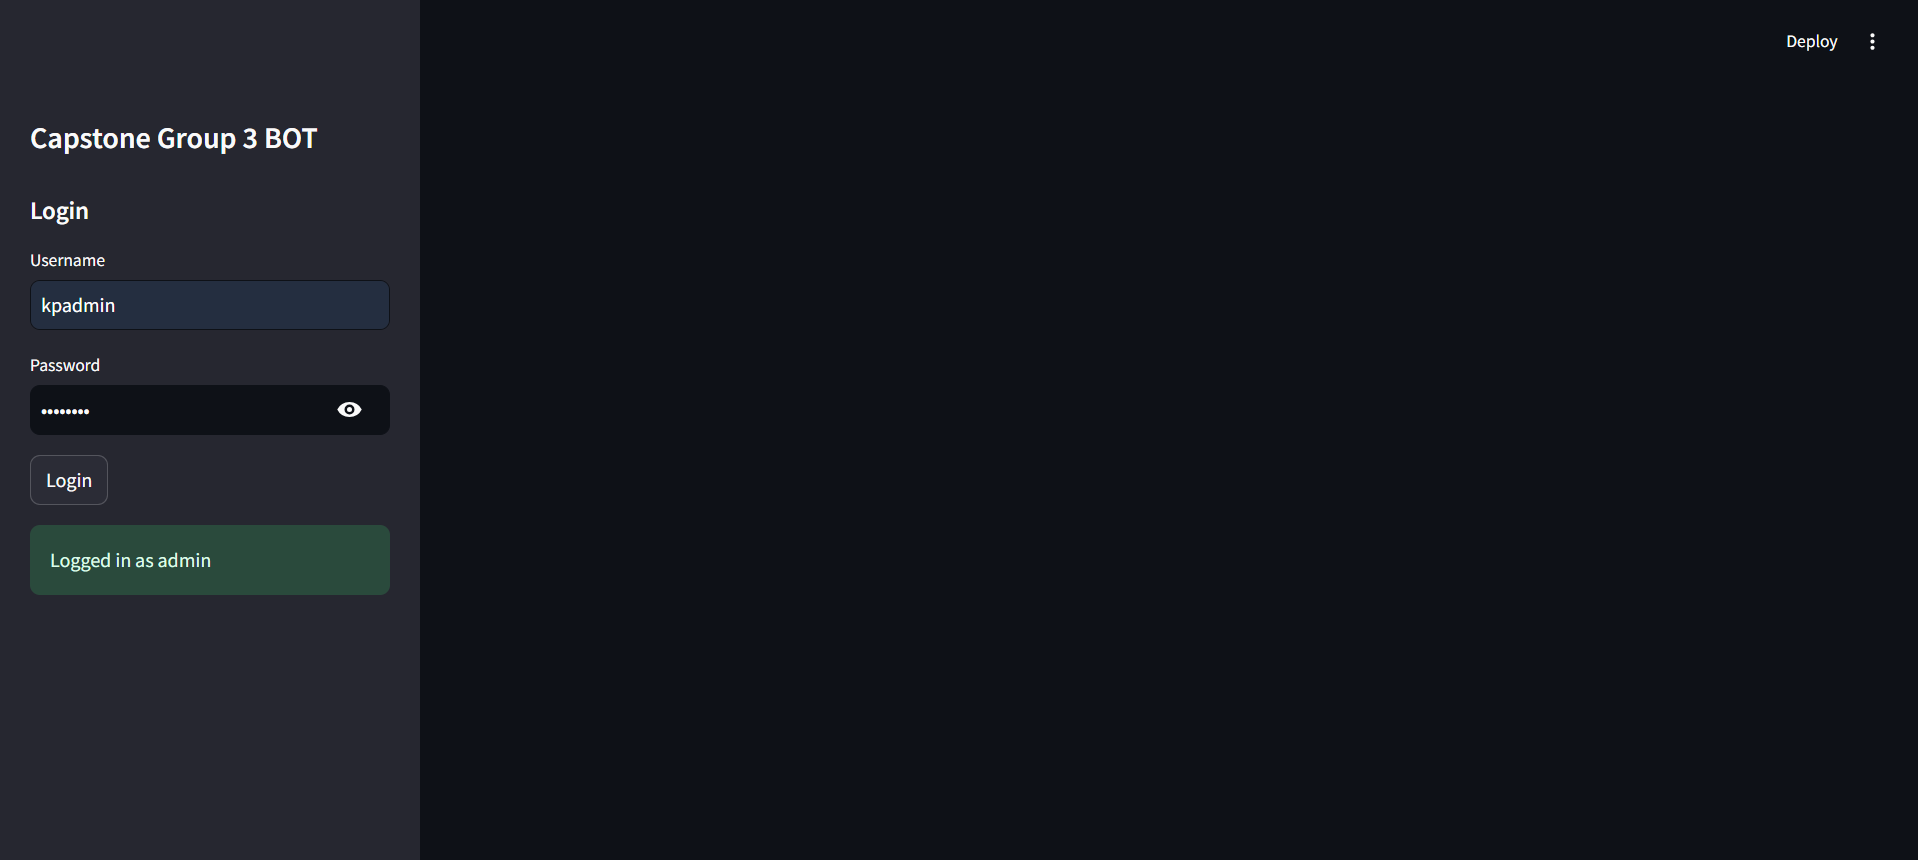 Deploy
Capstone Group 3 BOT
Login
Username
kpadmin
Password
••••••••
Login
Logged in as admin